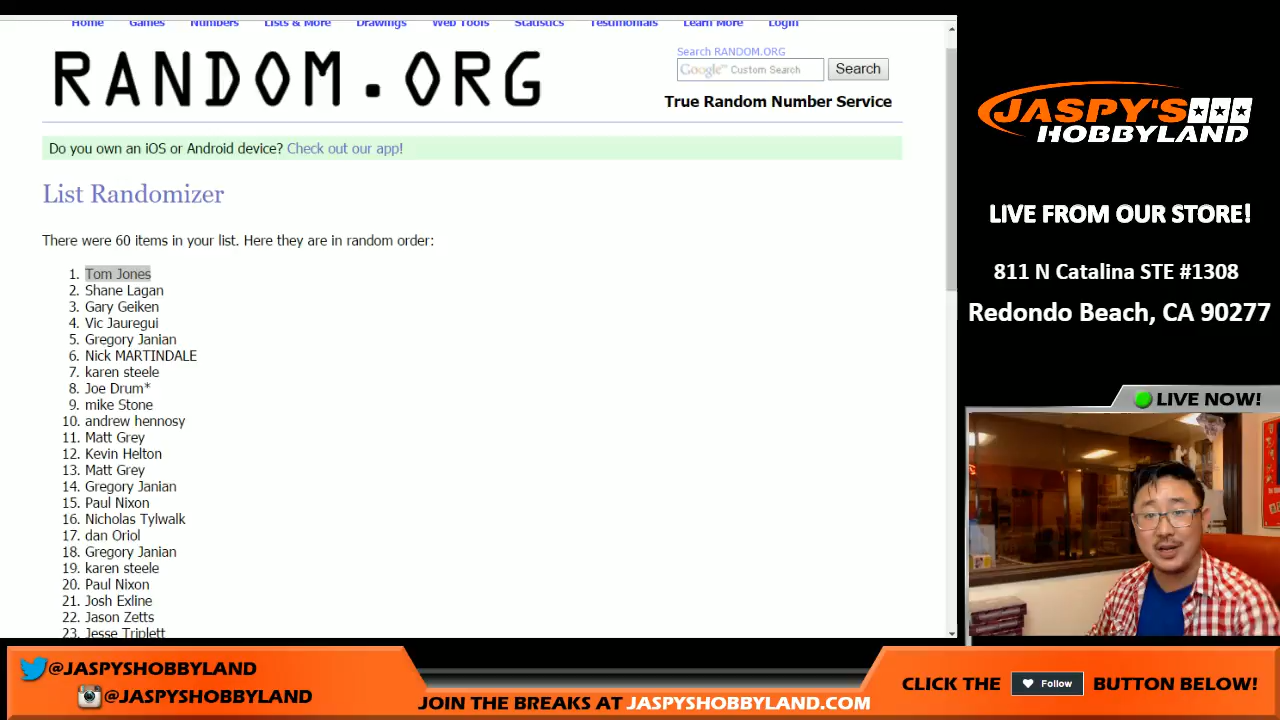 Home Games Numbers Lists & More Drawings Web Tools Statistics Testimonials Learn More Login
RANDOM.ORG
Search RANDOM.ORG
Google Custom Search Search
True Random Number Service
Do you own an iOS or Android device? Check out our app!
List Randomizer
There were 60 items in your list. Here they are in random order:
1. Tom Jones
2. Shane Lagan
3. Gary Geiken
4. Vic Jauregui
5. Gregory Janian
6. Nick MARTINDALE
7. karen steele
8. Joe Drum*
9. mike Stone
10. andrew hennosy
11. Matt Grey
12. Kevin Helton
13. Matt Grey
14. Gregory Janian
15. Paul Nixon
16. Nicholas Tylwalk
17. dan Oriol
18. Gregory Janian
19. karen steele
20. Paul Nixon
21. Josh Exline
22. Jason Zetts
23. Jesse Triplett
JASPY'S
HOBBYLAND
LIVE FROM OUR STORE!
811 N Catalina STE #1308
Redondo Beach, CA 90277
LIVE NOW!
@JASPYSHOBBYLAND
@JASPYSHOBBYLAND
JOIN THE BREAKS AT JASPYSHOBBYLAND.COM
CLICK THE Follow BUTTON BELOW!